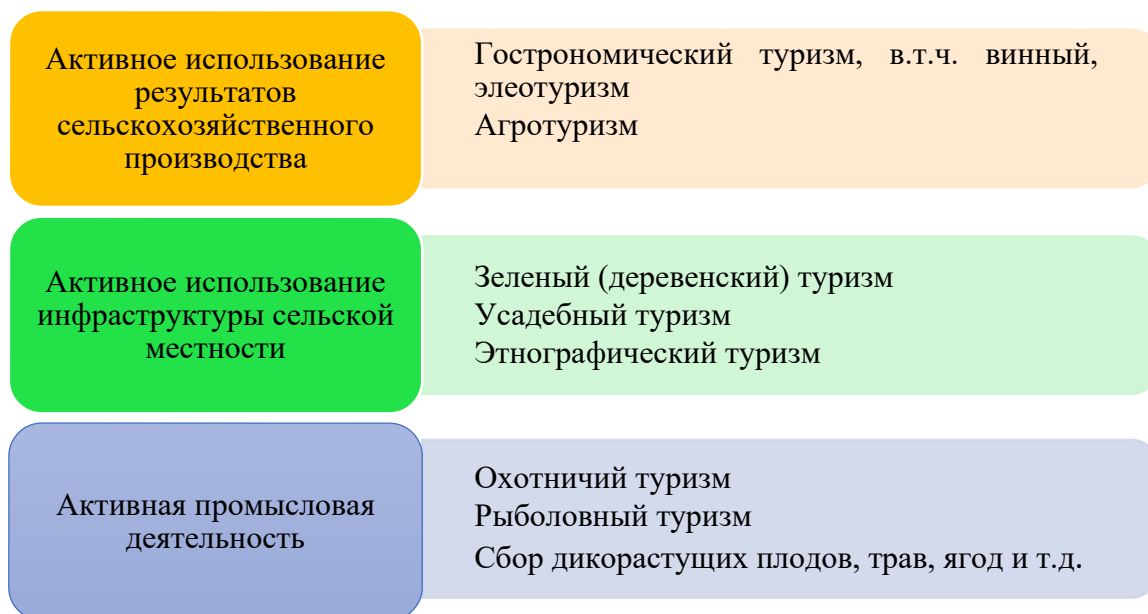 Активное использование
результатов
сельскохозяйственного
производства
Гострономический туризм, в.т.ч. винный,
элеотуризм
Агротуризм
Активное использование
инфраструктуры сельской
местности
Зеленый (деревенский) туризм
Усадебный туризм
Этнографический туризм
Активная промысловая
деятельность
Охотничий туризм
Рыболовный туризм
Сбор дикорастущих плодов, трав, ягод и т.д.